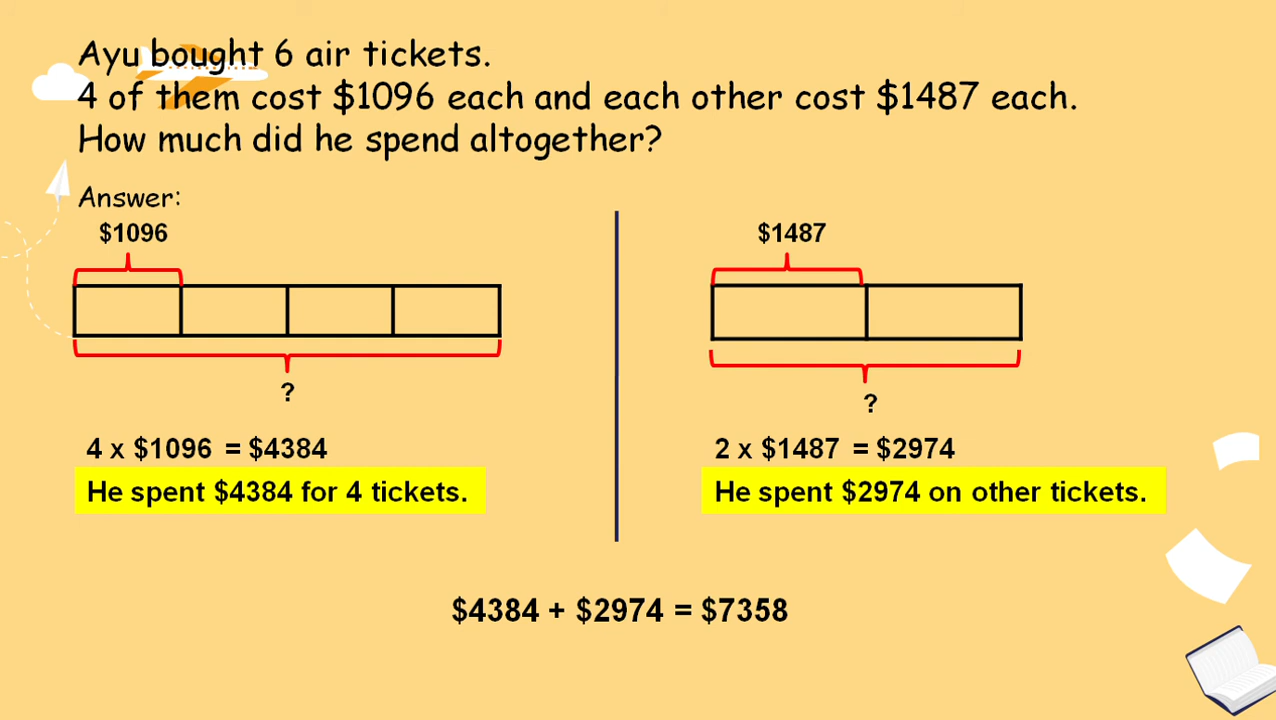 Ayu bought 6 air tickets.
4 of them cost $1096 each and each other cost $1487 each.
How much did he spend altogether?
Answer:
$1096
?
4 x $1096 = $4384
He spent $4384 for 4 tickets.
$1487
?
2 x $1487 = $2974
He spent $2974 on other tickets.
$4384 + $2974 = $7358